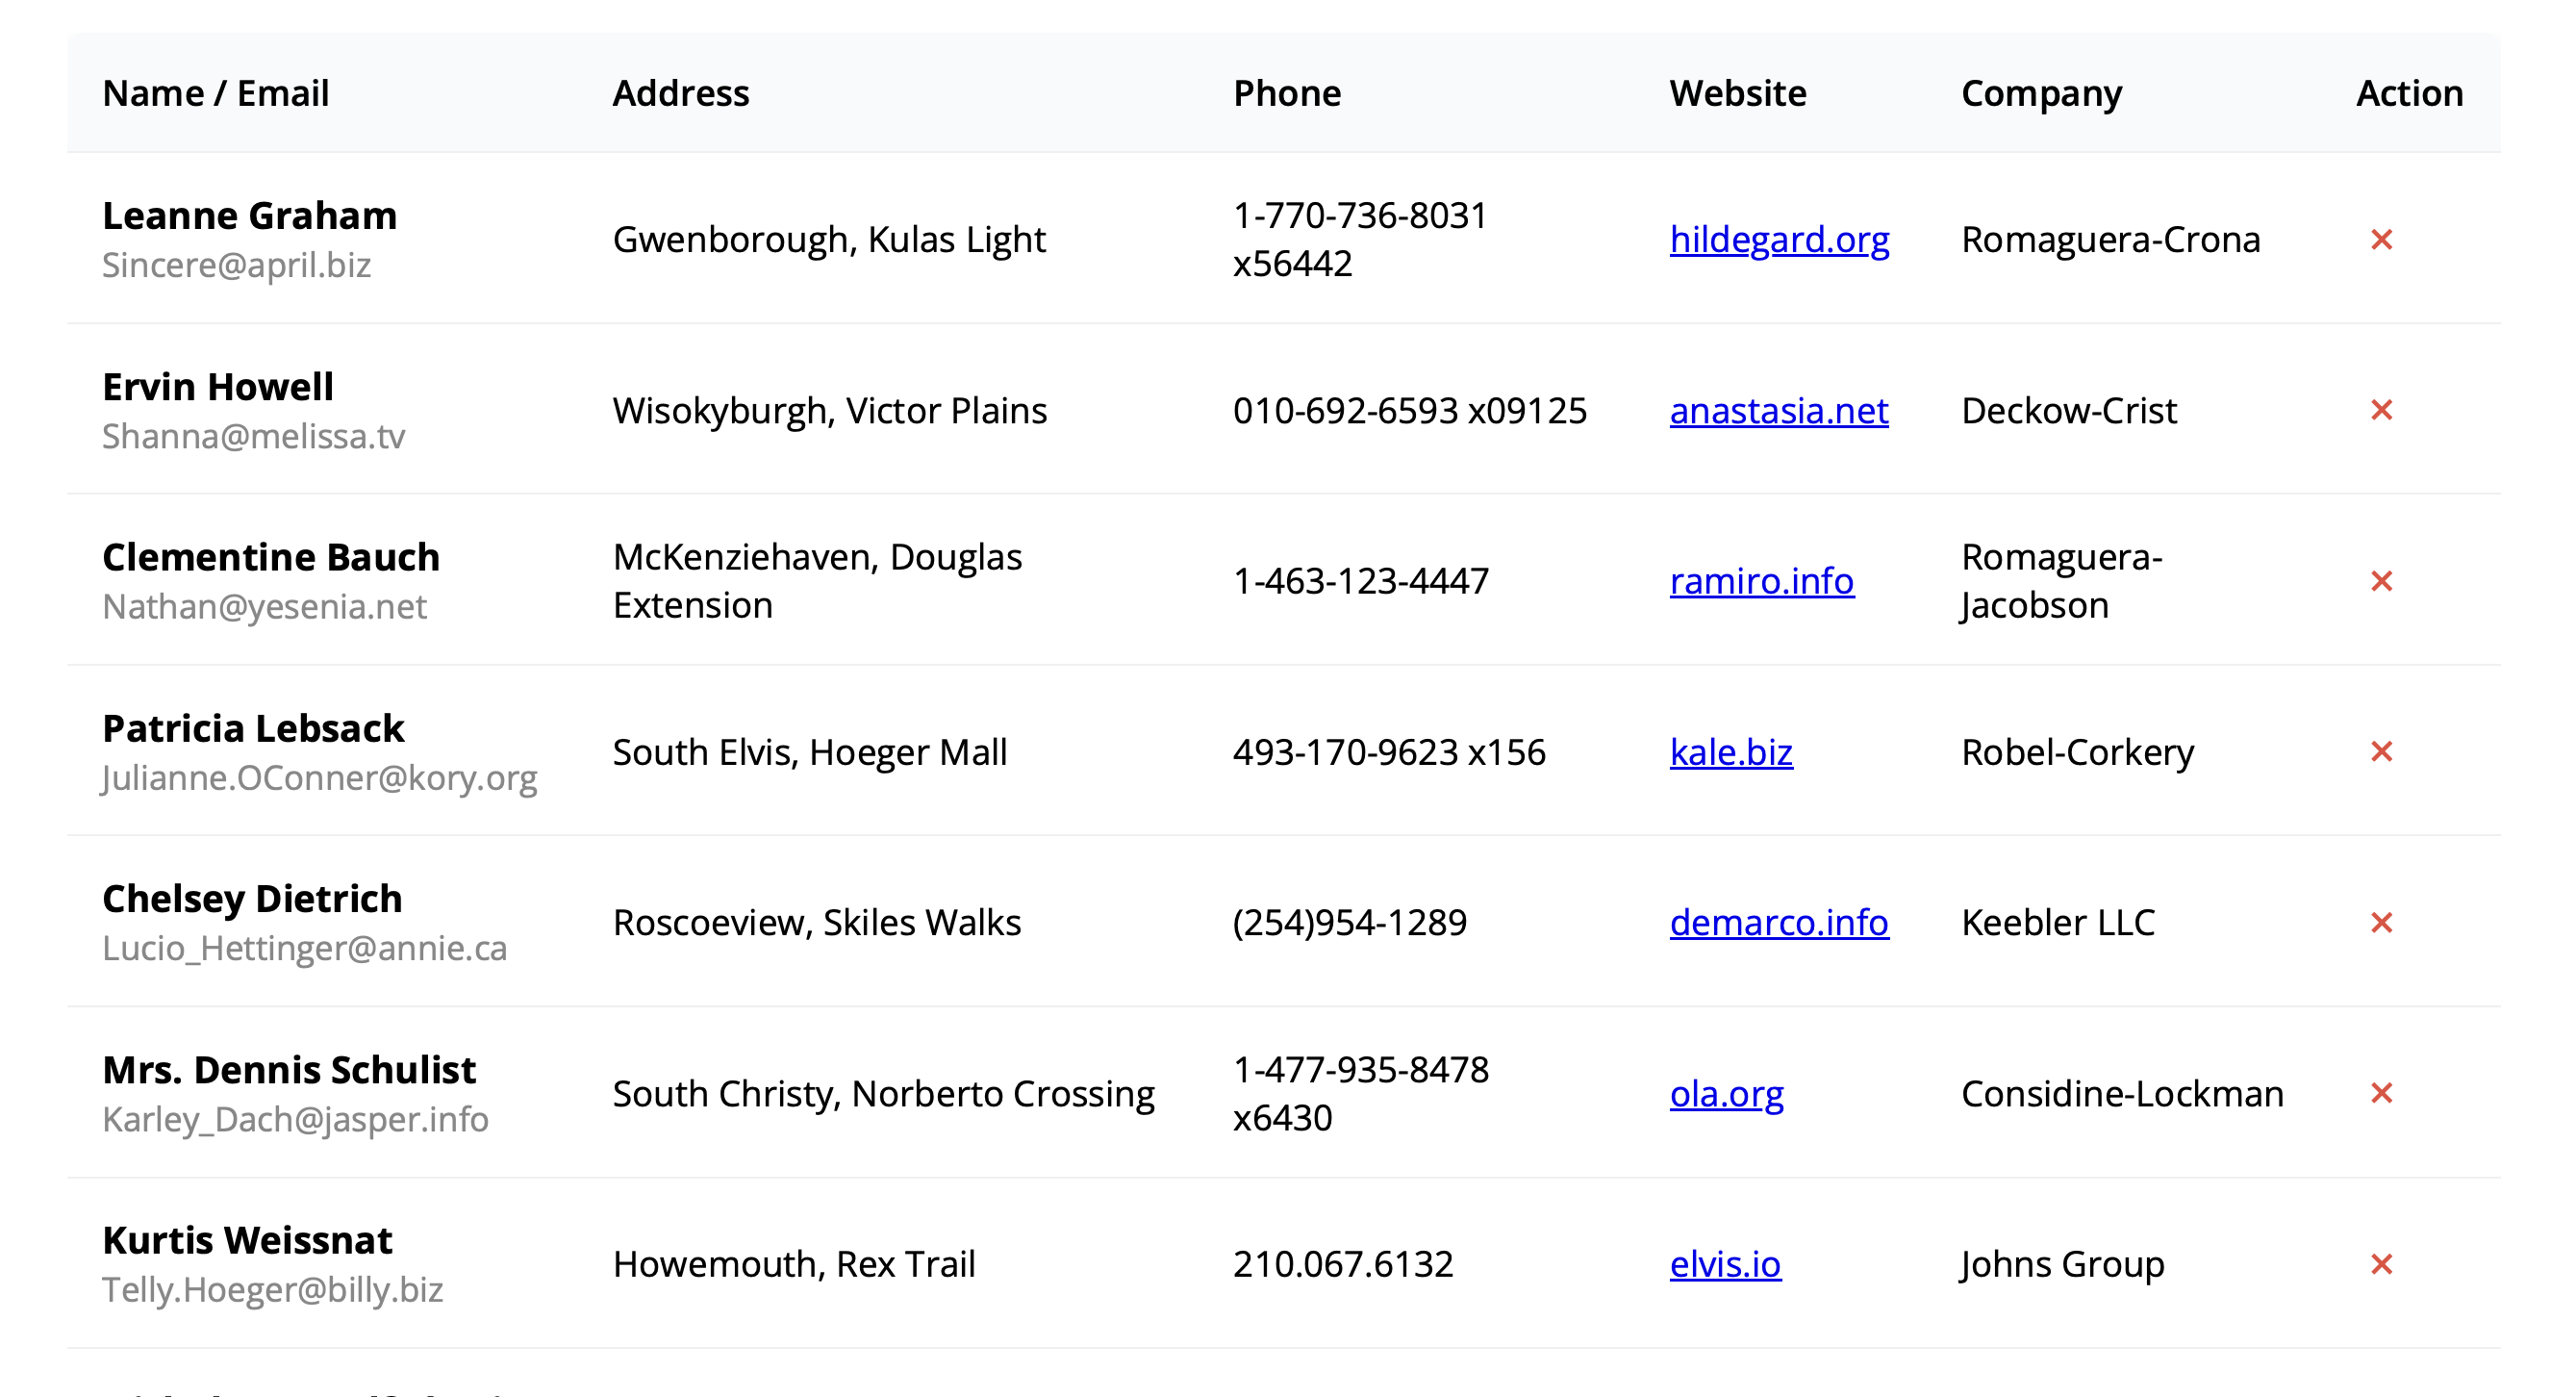 Name / Email Address Phone Website Company Action
Leanne Graham
Sincere@april.biz
Gwenborough, Kulas Light
1-770-736-8031
x56442
hildegard.org
Romaguera-Crona
✕
Ervin Howell
Shanna@melissa.tv
Wisokyburgh, Victor Plains
010-692-6593 x09125
anastasia.net
Deckow-Crist
✕
Clementine Bauch
Nathan@yesenia.net
McKenziehaven, Douglas
Extension
1-463-123-4447
ramiro.info
Romaguera-
Jacobson
✕
Patricia Lebsack
Julianne.OConner@kory.org
South Elvis, Hoeger Mall
493-170-9623 x156
kale.biz
Robel-Corkery
✕
Chelsey Dietrich
Lucio_Hettinger@annie.ca
Roscoeview, Skiles Walks
(254)954-1289
demarco.info
Keebler LLC
✕
Mrs. Dennis Schulist
Karley_Dach@jasper.info
South Christy, Norberto Crossing
1-477-935-8478
x6430
ola.org
Considine-Lockman
✕
Kurtis Weissnat
Telly.Hoeger@billy.biz
Howemouth, Rex Trail
210.067.6132
elvis.io
Johns Group
✕